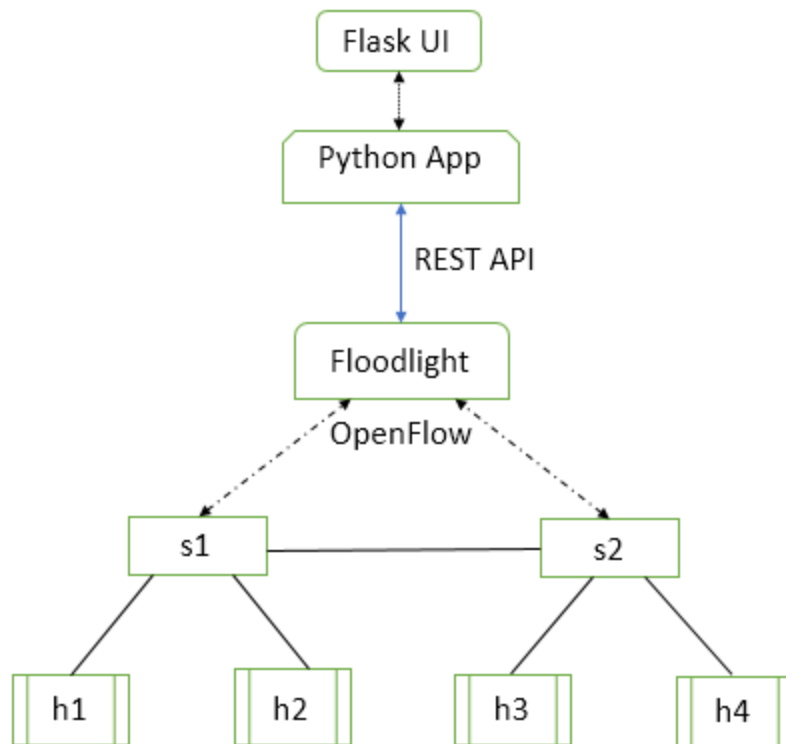 Flask UI
Python App
REST API
Floodlight
OpenFlow
s1
s2
h1
h2
h3
h4